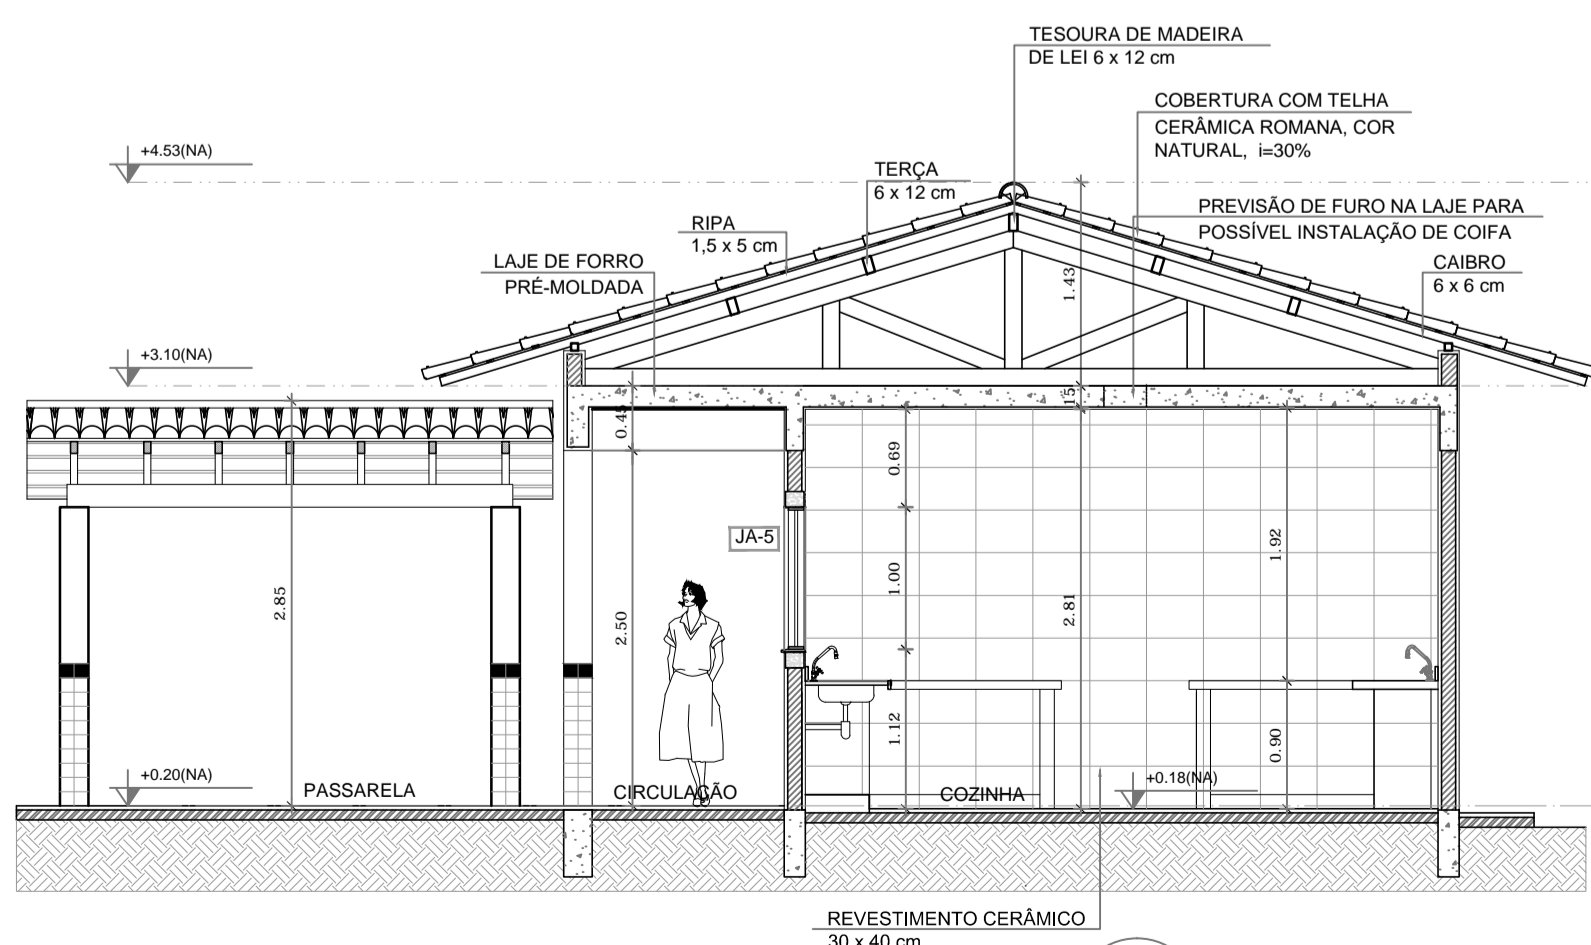 TESOURA DE MADEIRA
DE LEI 6 x 12 cm
COBERTURA COM TELHA
CERÂMICA ROMANA, COR
NATURAL, i=30%
+4.53(NA)
TERÇA
6 x 12 cm
PREVISÃO DE FURO NA LAJE PARA
POSSÍVEL INSTALAÇÃO DE COIFA
RIPA
1,5 x 5 cm
LAJE DE FORRO
PRÉ-MOLDADA
CAIBRO
6 x 6 cm
1.43
+3.10(NA)
15
0.45
0.69
JA-5
1.92
1.00
2.85
2.50
2.81
1.12
0.90
+0.20(NA)
+0.18(NA)
PASSARELA
CIRCULAÇÃO
COZINHA
REVESTIMENTO CERÂMICO
30 x 40 cm